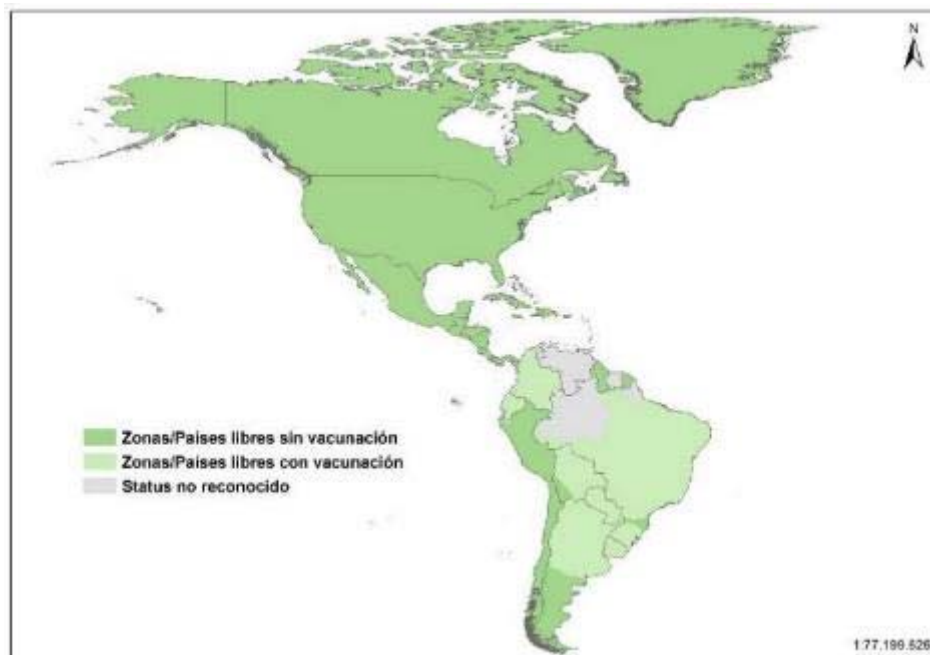 N
Zonas/Paises libres sin vacunación
Zonas/Paises libres con vacunación
Status no reconocido
1:77.199.526